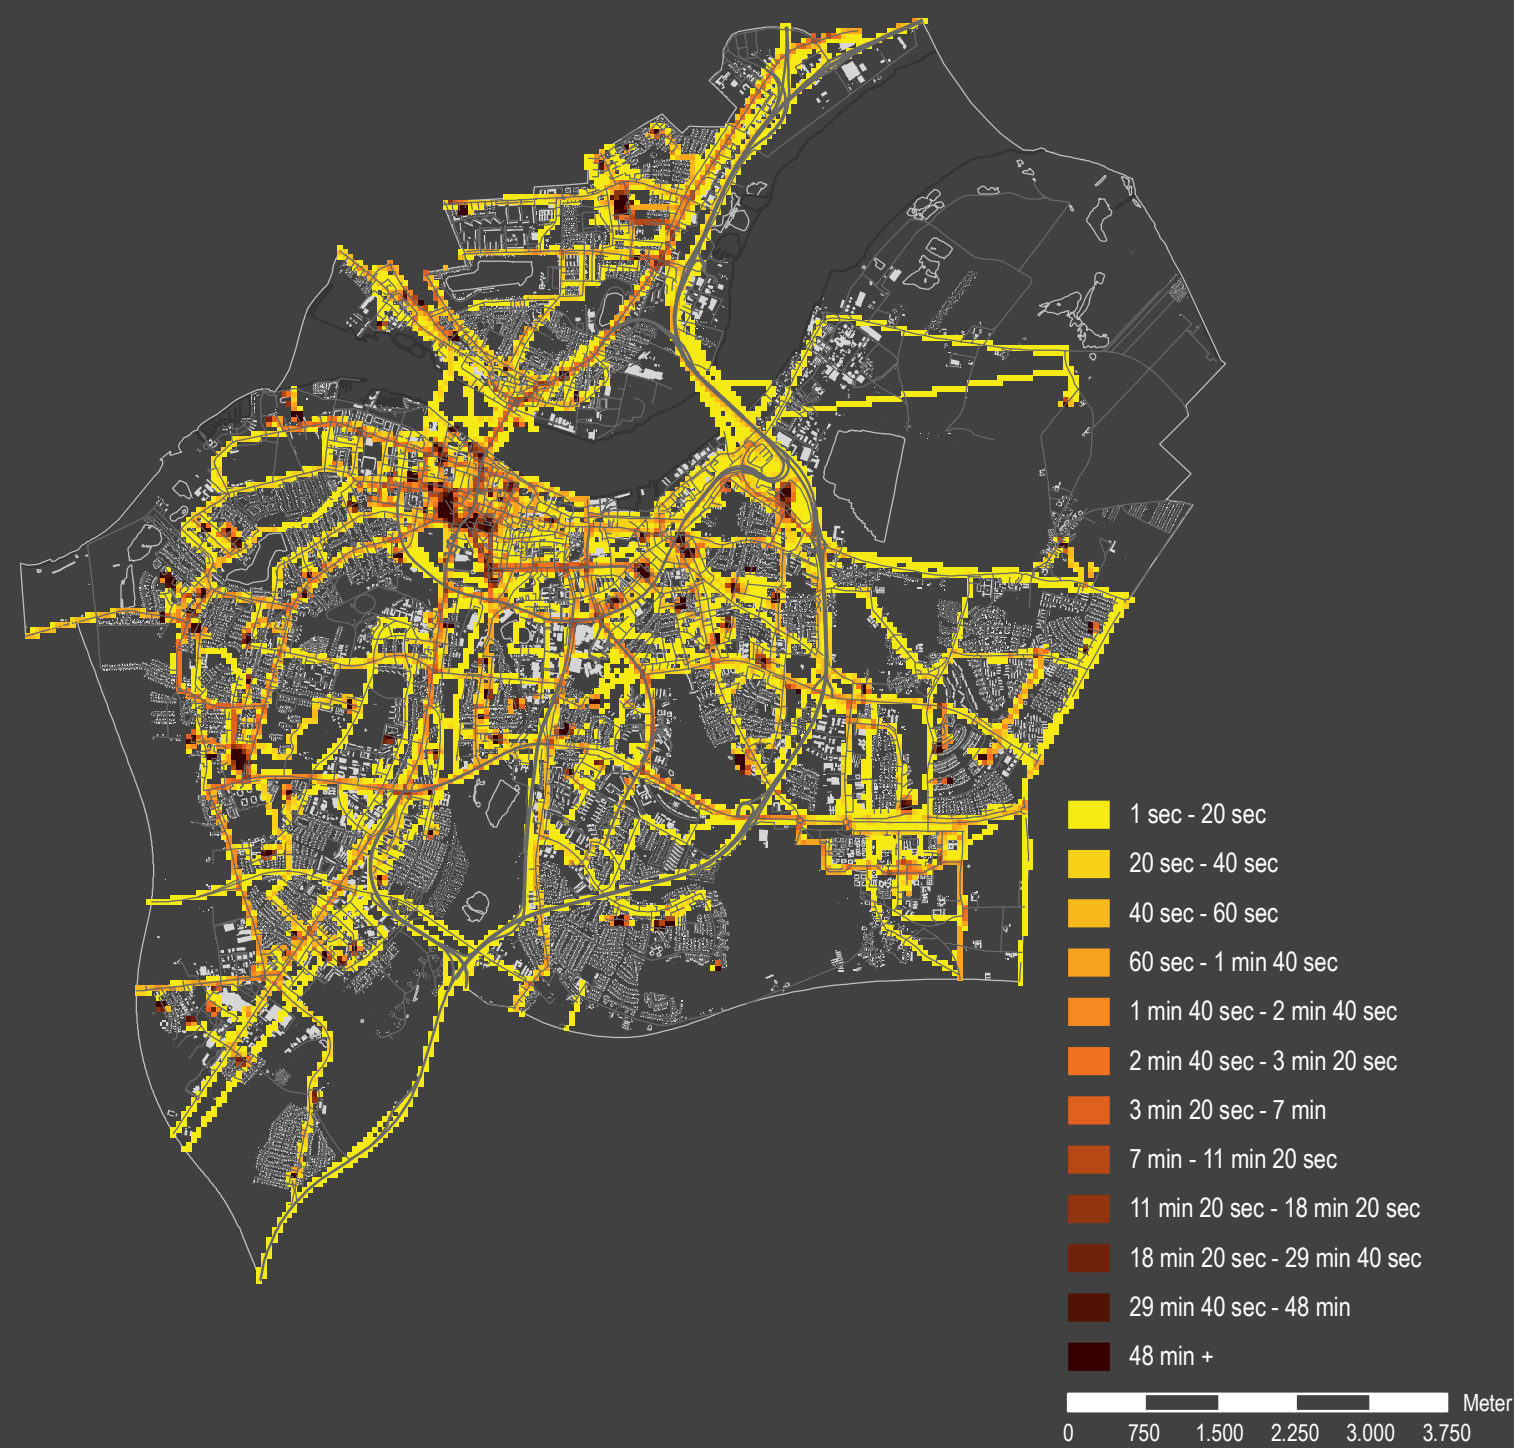 1 sec - 20 sec
20 sec - 40 sec
40 sec - 60 sec
60 sec - 1 min 40 sec
1 min 40 sec - 2 min 40 sec
2 min 40 sec - 3 min 20 sec
3 min 20 sec - 7 min
7 min - 11 min 20 sec
11 min 20 sec - 18 min 20 sec
18 min 20 sec - 29 min 40 sec
29 min 40 sec - 48 min
48 min +
Meter
0 750 1.500 2.250 3.000 3.750